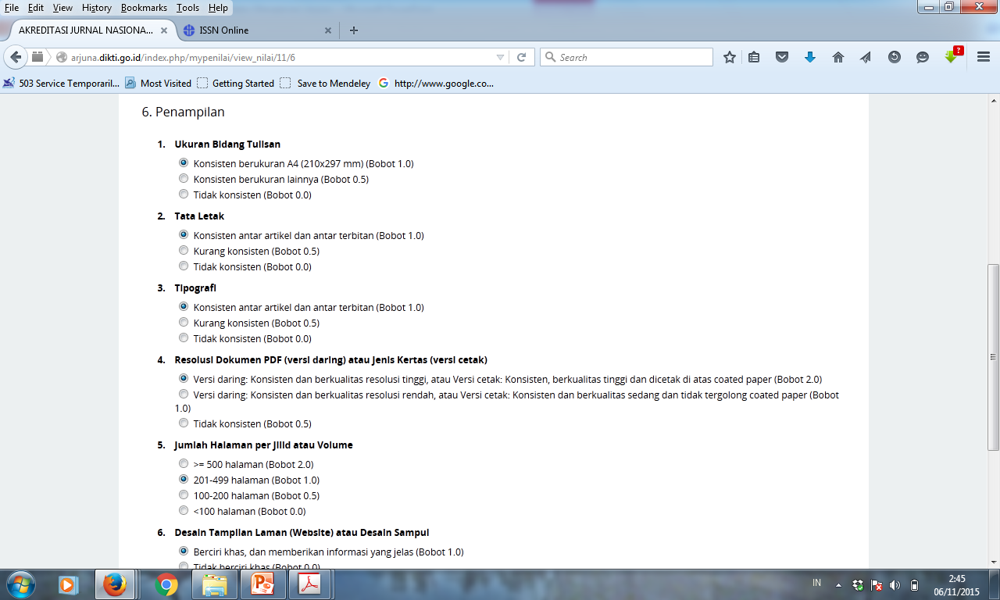 File Edit View History Bookmarks Tools Help
AKREDITASI JURNAL NASIONA... × ISSN Online × +
arjuna.dikti.go.id/index.php/mypenilai/view_nilai/11/6 Search ?
503 Service Temporaril... Most Visited Getting Started Save to Mendeley http://www.google.co...
6. Penampilan
1. Ukuran Bidang Tulisan
Konsisten berukuran A4 (210x297 mm) (Bobot 1.0)
Konsisten berukuran lainnya (Bobot 0.5)
Tidak konsisten (Bobot 0.0)
2. Tata Letak
Konsisten antar artikel dan antar terbitan (Bobot 1.0)
Kurang konsisten (Bobot 0.5)
Tidak konsisten (Bobot 0.0)
3. Tipografi
Konsisten antar artikel dan antar terbitan (Bobot 1.0)
Kurang konsisten (Bobot 0.5)
Tidak konsisten (Bobot 0.0)
4. Resolusi Dokumen PDF (versi daring) atau Jenis Kertas (versi cetak)
Versi daring: Konsisten dan berkualitas resolusi tinggi, atau Versi cetak: Konsisten, berkualitas tinggi dan dicetak di atas coated paper (Bobot 2.0)
Versi daring: Konsisten dan berkualitas resolusi rendah, atau Versi cetak: Konsisten dan berkualitas sedang dan tidak tergolong coated paper (Bobot
1.0)
Tidak konsisten (Bobot 0.5)
5. Jumlah Halaman per Jilid atau Volume
>= 500 halaman (Bobot 2.0)
201-499 halaman (Bobot 1.0)
100-200 halaman (Bobot 0.5)
<100 halaman (Bobot 0.0)
6. Desain Tampilan Laman (Website) atau Desain Sampul
Berciri khas, dan memberikan informasi yang jelas (Bobot 1.0)
Tidak berciri khas (Bobot 0.0)
IN 2:45
06/11/2015